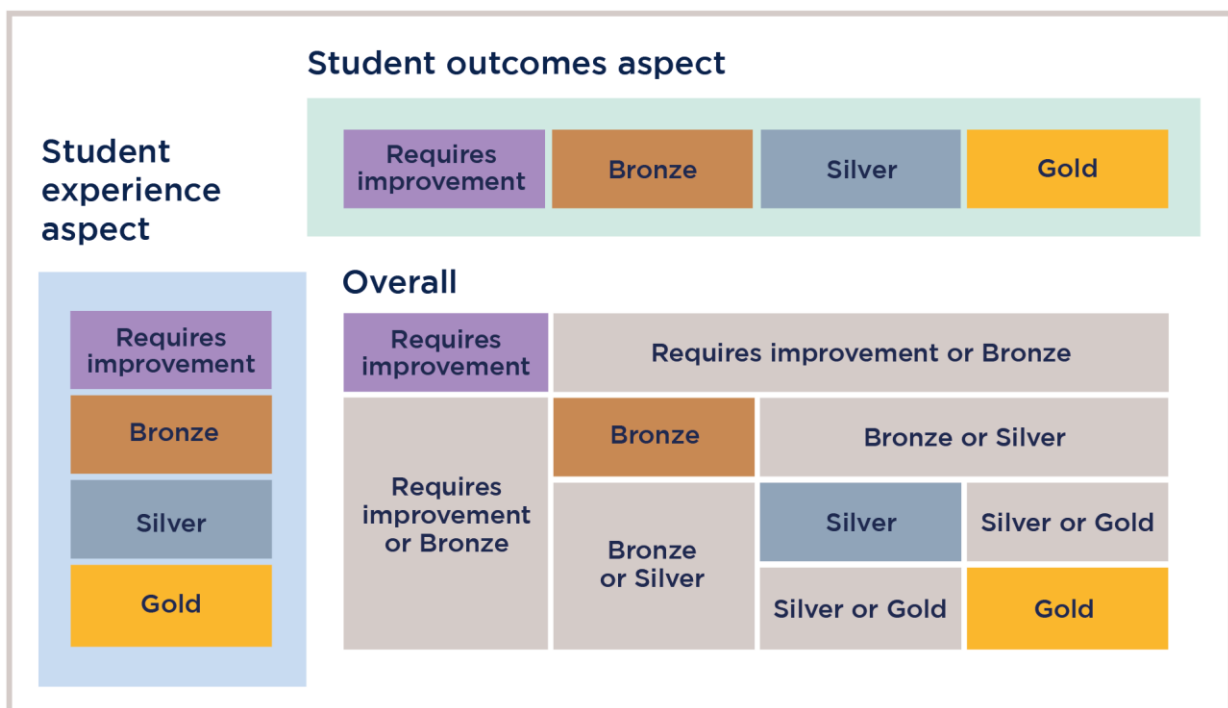 Student outcomes aspect
Student
experience
aspect
Requires
improvement
Bronze
Silver
Gold
Overall
Requires
improvement
Bronze
Silver
Gold
Requires
improvement
Requires improvement or Bronze
Requires
improvement
or Bronze
Bronze
Bronze or Silver
Bronze
or Silver
Silver
Silver or Gold
Silver or Gold
Gold